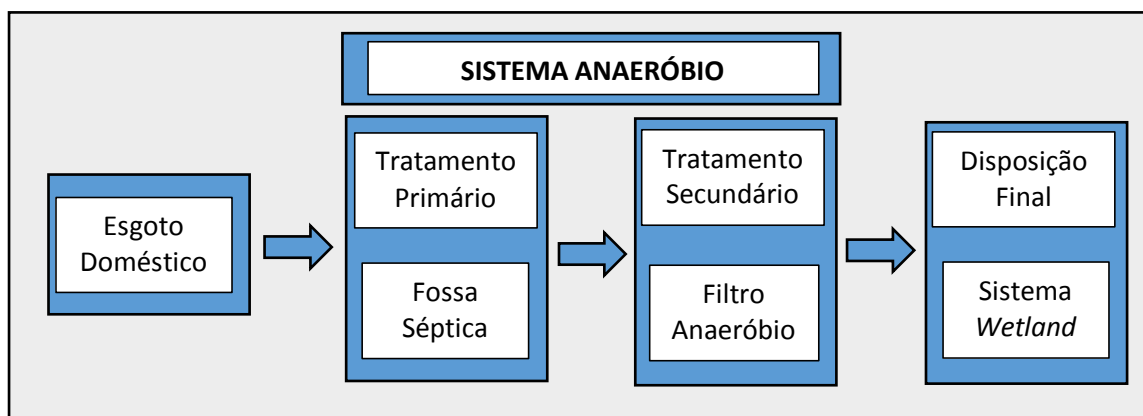 SISTEMA ANAERÓBIO
Esgoto
Doméstico
Tratamento
Primário
Fossa
Séptica
Tratamento
Secundário
Filtro
Anaeróbio
Disposição
Final
Sistema
Wetland